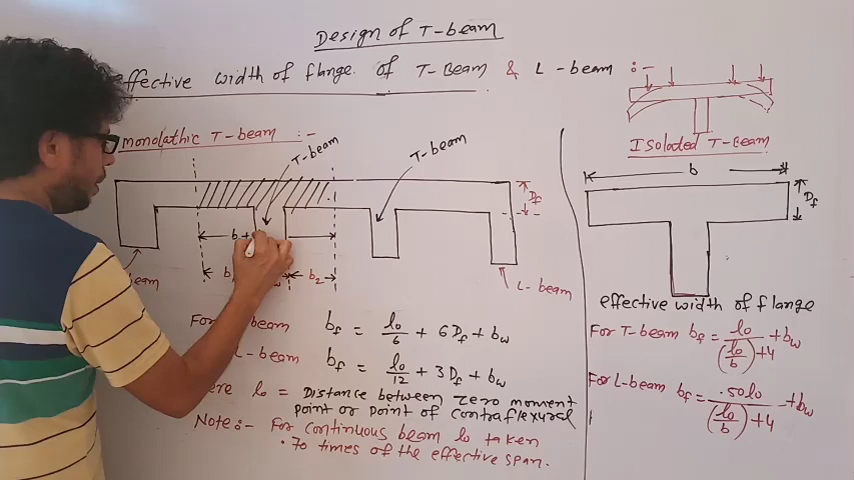 Design of T-beam
effective width of flange of T-Beam & L-beam :-
monolathic T-beam :-
T-beam
T-beam
Df
b2
beam
L-beam
For beam bf = lo/6 + 6Df + bw
L-beam bf = lo/12 + 3Df + bw
ere lo = Distance between zero moment
point or point of contraflexural
Note:- For continuous beam lo taken
.70 times of the effective span.
Isolated T-Beam
b
Df
effective width of flange
For T-beam bf = lo/((lo/b)+4) + bw
For L-beam bf = .50lo/((lo/b)+4) + bw